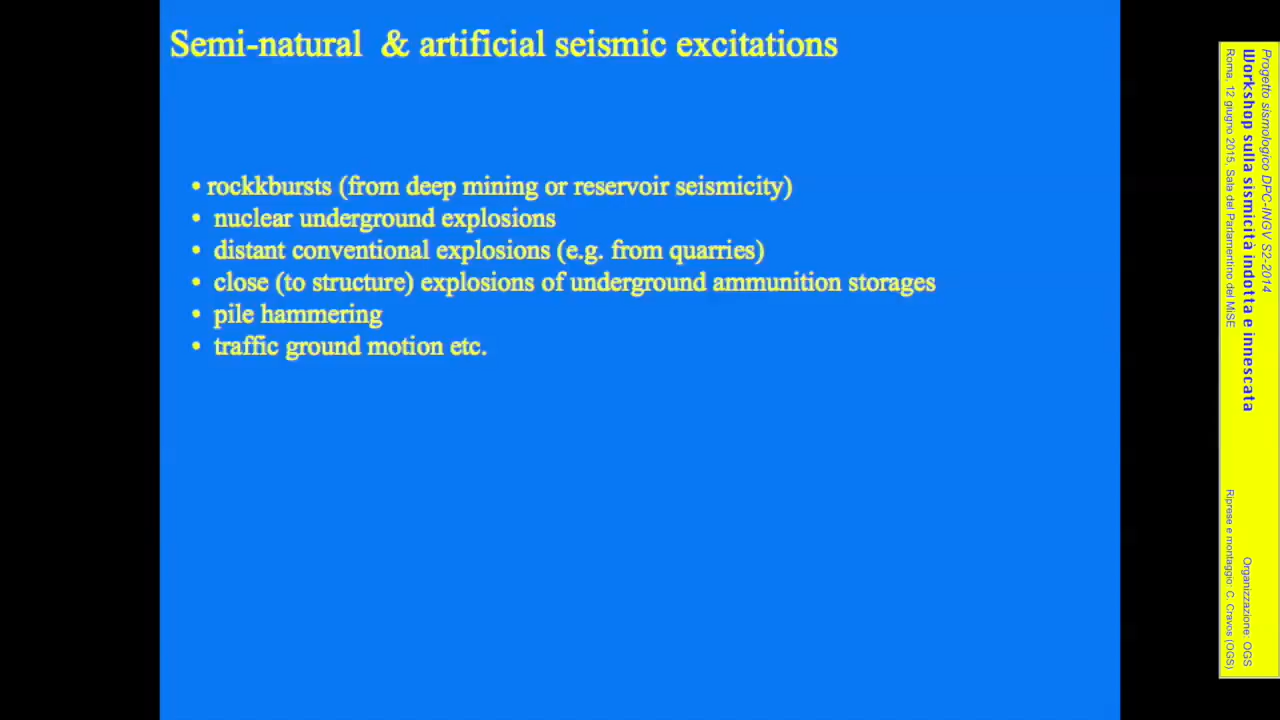 Semi-natural & artificial seismic excitations
• rockkbursts (from deep mining or reservoir seismicity)
• nuclear underground explosions
• distant conventional explosions (e.g. from quarries)
• close (to structure) explosions of underground ammunition storages
• pile hammering
• traffic ground motion etc.
Progetto sismologico DPC-INGV S2-2014
Workshop sulla sismicità indotta e innescata
Roma, 12 giugno 2015, Sala del Parlamentino del MISE
Organizzazione: OGS
Riprese e montaggio: C. Cravos (OGS)